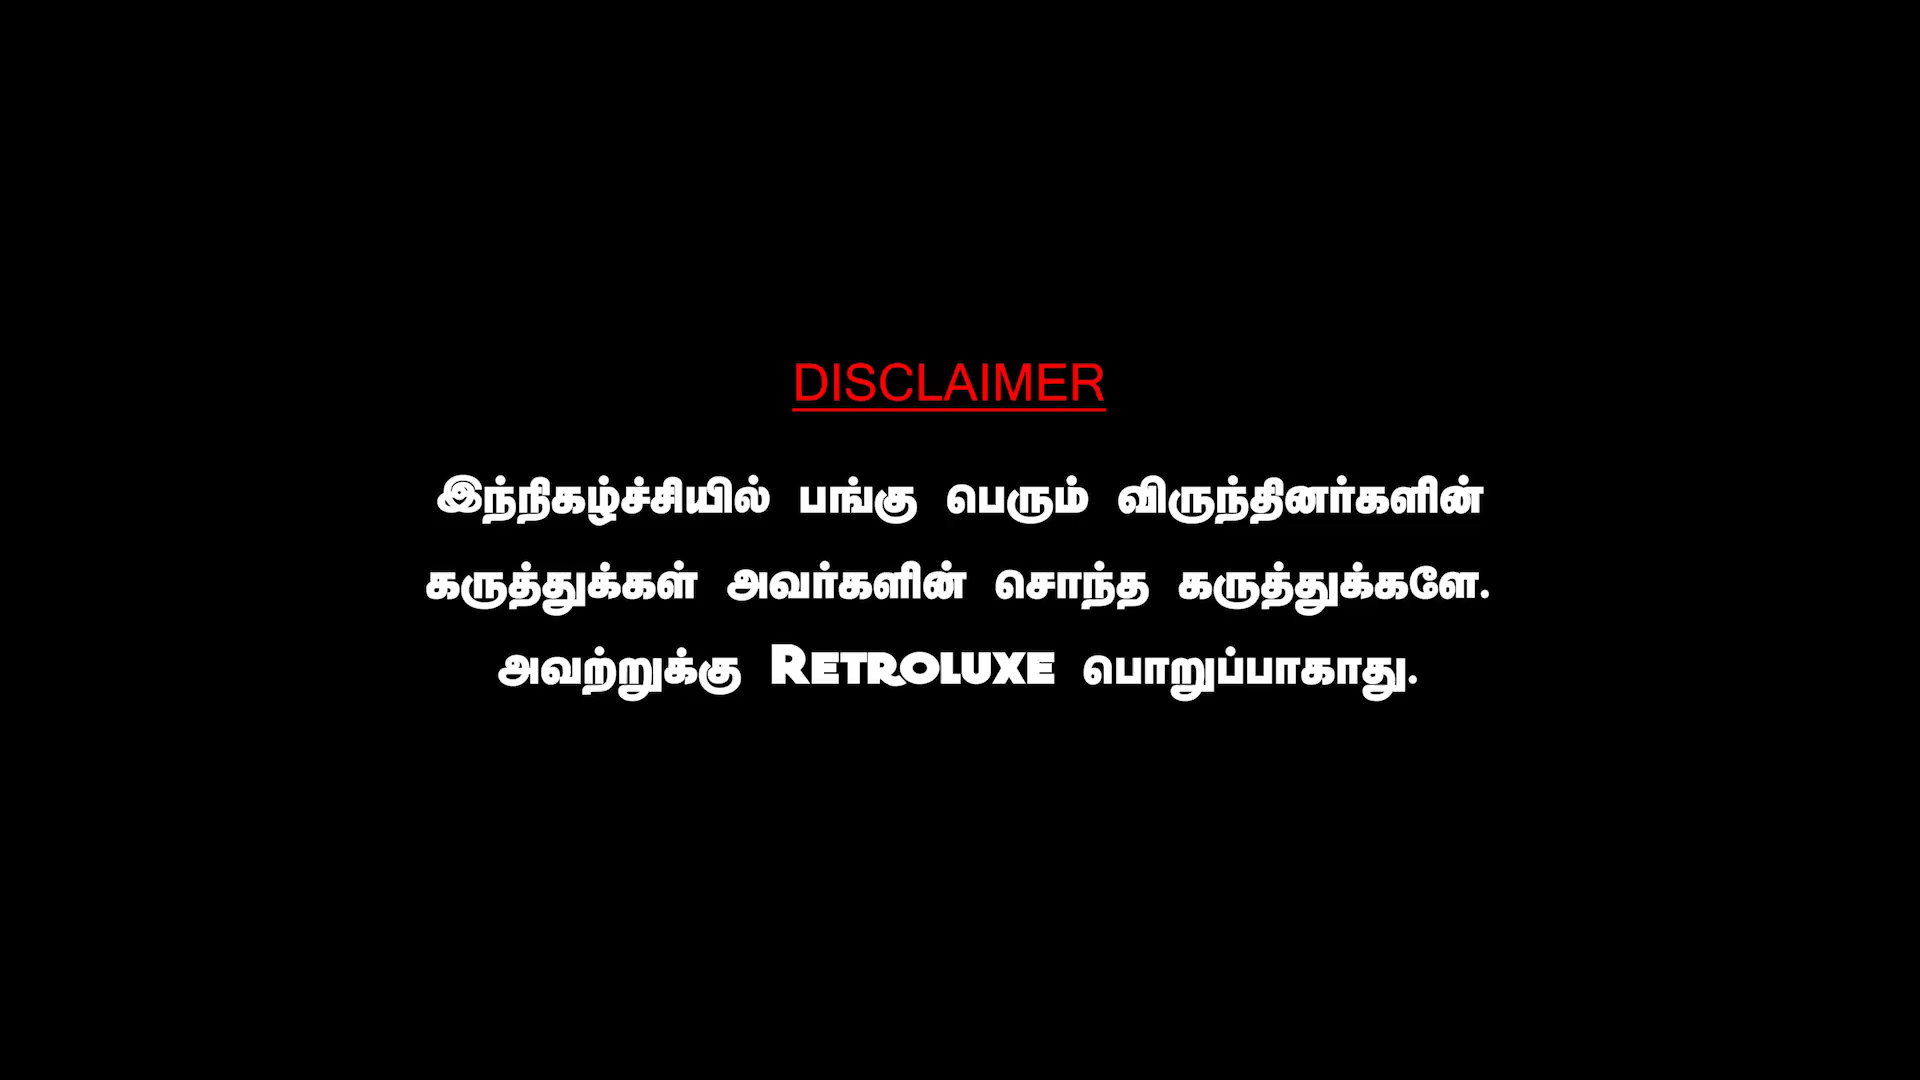 DISCLAIMER
இந்நிகழ்ச்சியில் பங்கு பெரும் விருந்தினர்களின்
கருத்துக்கள் அவர்களின் சொந்த கருத்துக்களே.
அவற்றுக்கு RETROLUXE பொறுப்பாகாது.